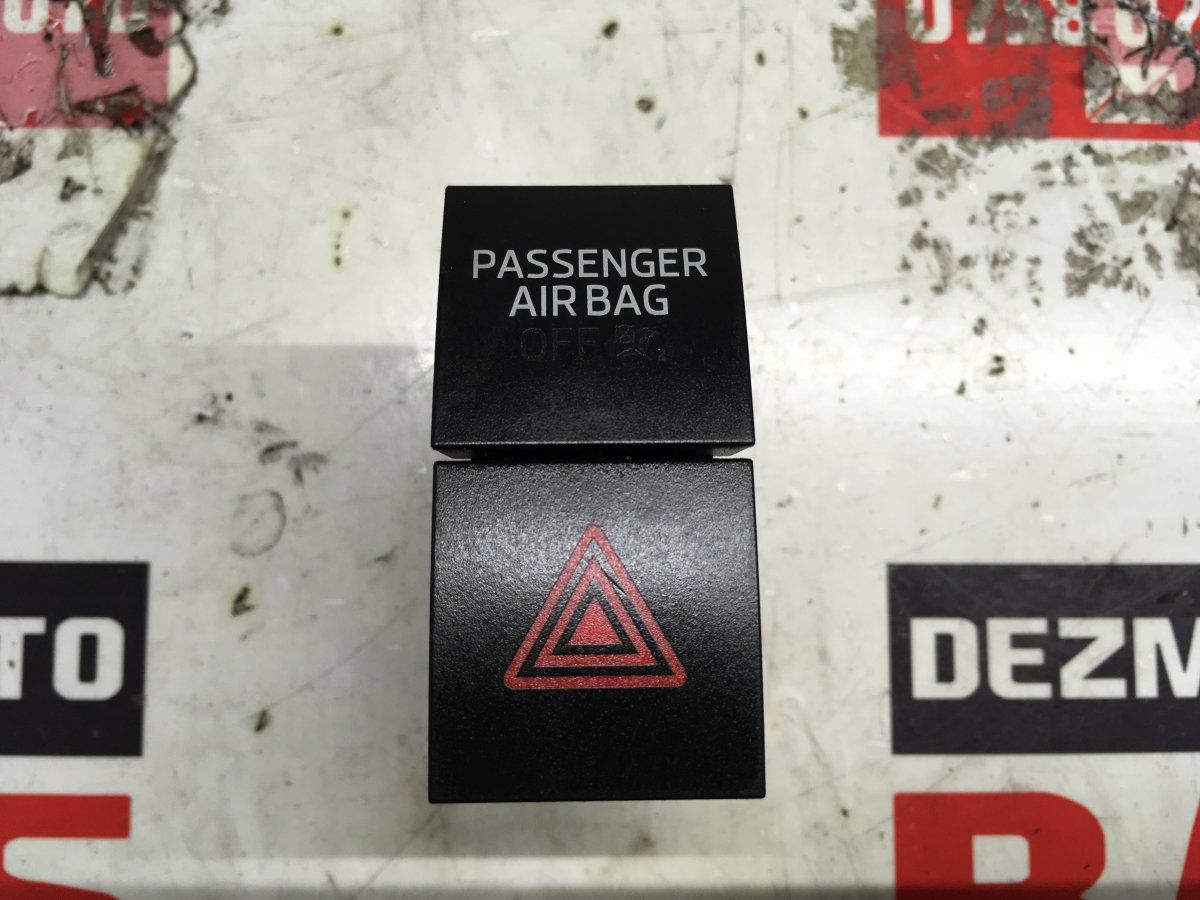 PASSENGER
AIR BAG
OFF
TO
DEZM